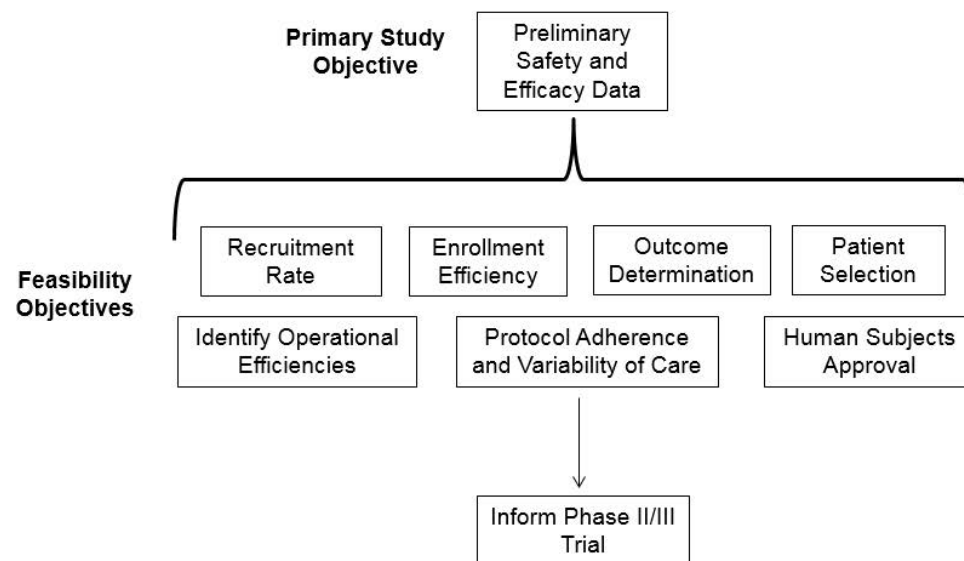 Primary Study
Objective
Preliminary
Safety and
Efficacy Data
Feasibility
Objectives
Recruitment
Rate
Enrollment
Efficiency
Outcome
Determination
Patient
Selection
Identify Operational
Efficiencies
Protocol Adherence
and Variability of Care
Human Subjects
Approval
Inform Phase II/III
Trial